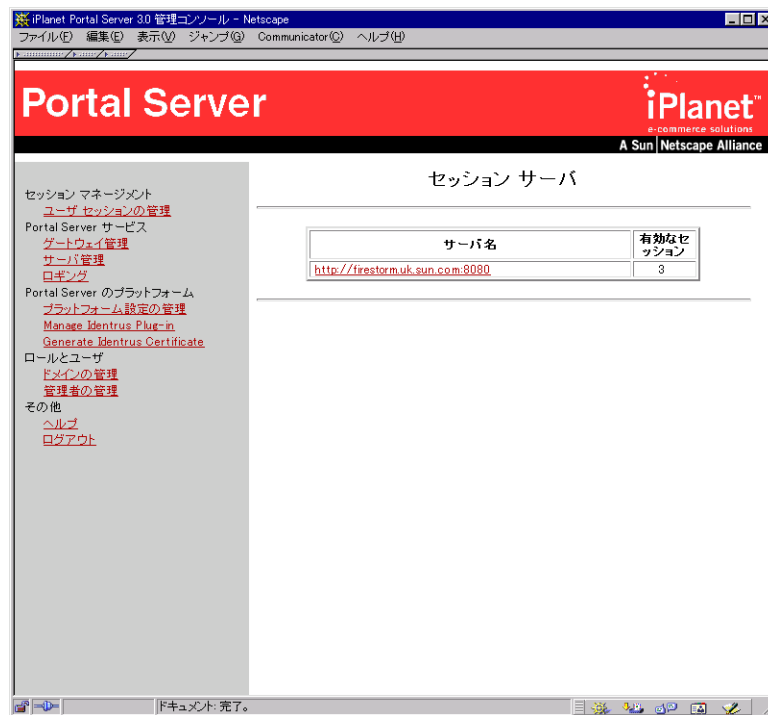 iPlanet Portal Server 3.0 管理コンソール - Netscape
ファイル(F) 編集(E) 表示(V) ジャンプ(G) Communicator(C) ヘルプ(H)
Portal Server
iPlanet™
e-commerce solutions
A Sun | Netscape Alliance
セッション マネージメント
ユーザ セッションの管理
Portal Server サービス
ゲートウェイ管理
サーバ管理
ロギング
Portal Server のプラットフォーム
プラットフォーム設定の管理
Manage Identrus Plug-in
Generate Identrus Certificate
ロールとユーザ
ドメインの管理
管理者の管理
その他
ヘルプ
ログアウト
セッション サーバ
サーバ名
有効なセ
ッション
http://firestorm.uk.sun.com:8080
3
ドキュメント: 完了。